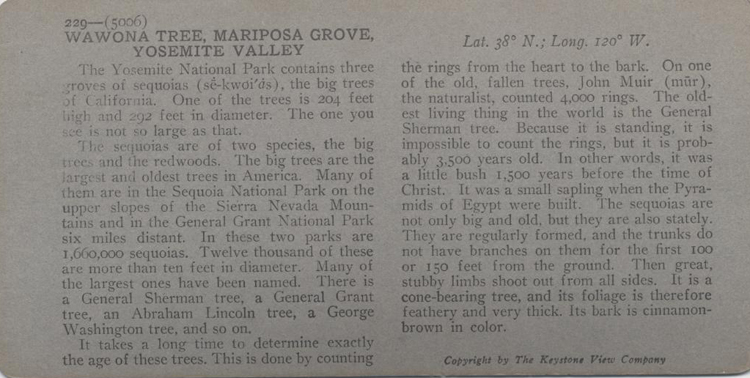 229—(5006)
WAWONA TREE, MARIPOSA GROVE,
YOSEMITE VALLEY
The Yosemite National Park contains three
groves of sequoias (sê-kwoi'ȧs), the big trees
of California. One of the trees is 204 feet
high and 292 feet in diameter. The one you
see is not so large as that.
The sequoias are of two species, the big
trees and the redwoods. The big trees are the
largest and oldest trees in America. Many of
them are in the Sequoia National Park on the
upper slopes of the Sierra Nevada Moun-
tains and in the General Grant National Park
six miles distant. In these two parks are
1,660,000 sequoias. Twelve thousand of these
are more than ten feet in diameter. Many of
the largest ones have been named. There is
a General Sherman tree, a General Grant
tree, an Abraham Lincoln tree, a George
Washington tree, and so on.
It takes a long time to determine exactly
the age of these trees. This is done by counting
Lat. 38° N.; Long. 120° W.
the rings from the heart to the bark. On one
of the old, fallen trees, John Muir (mūr),
the naturalist, counted 4,000 rings. The old-
est living thing in the world is the General
Sherman tree. Because it is standing, it is
impossible to count the rings, but it is prob-
ably 3,500 years old. In other words, it was
a little bush 1,500 years before the time of
Christ. It was a small sapling when the Pyra-
mids of Egypt were built. The sequoias are
not only big and old, but they are also stately.
They are regularly formed, and the trunks do
not have branches on them for the first 100
or 150 feet from the ground. Then great,
stubby limbs shoot out from all sides. It is a
cone-bearing tree, and its foliage is therefore
feathery and very thick. Its bark is cinnamon-
brown in color.
Copyright by The Keystone View Company